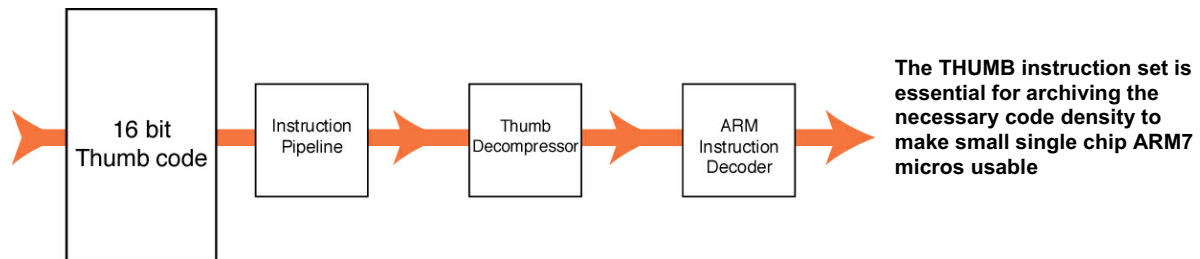 16 bit
Thumb code
Instruction
Pipeline
Thumb
Decompressor
ARM
Instruction
Decoder
The THUMB instruction set is
essential for archiving the
necessary code density to
make small single chip ARM7
micros usable